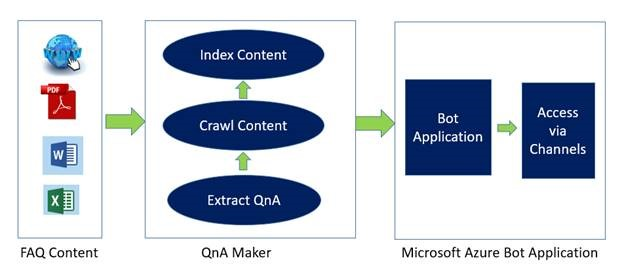 PDF
W
X
FAQ Content
Index Content
Crawl Content
Extract QnA
QnA Maker
Bot
Application
Access
via
Channels
Microsoft Azure Bot Application